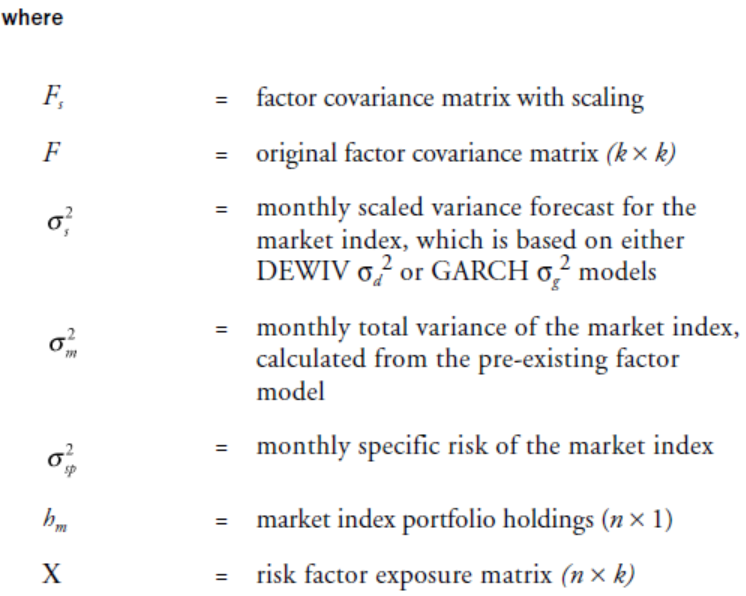 where
F_s = factor covariance matrix with scaling
F = original factor covariance matrix (k × k)
σ_s^2 = monthly scaled variance forecast for the
market index, which is based on either
DEWIV σ_d^2 or GARCH σ_g^2 models
σ_m^2 = monthly total variance of the market index,
calculated from the pre-existing factor
model
σ_sp^2 = monthly specific risk of the market index
h_m = market index portfolio holdings (n × 1)
X = risk factor exposure matrix (n × k)